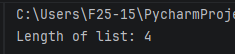 C:\Users\F25-15\PycharmProje
Length of list: 4